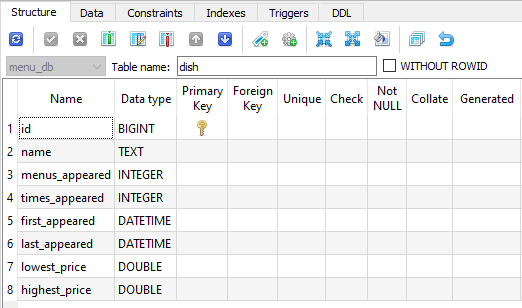 Structure Data Constraints Indexes Triggers DDL
menu_db Table name: dish WITHOUT ROWID
Name Data type Primary Key Foreign Key Unique Check Not NULL Collate Generated
1 id BIGINT
2 name TEXT
3 menus_appeared INTEGER
4 times_appeared INTEGER
5 first_appeared DATETIME
6 last_appeared DATETIME
7 lowest_price DOUBLE
8 highest_price DOUBLE